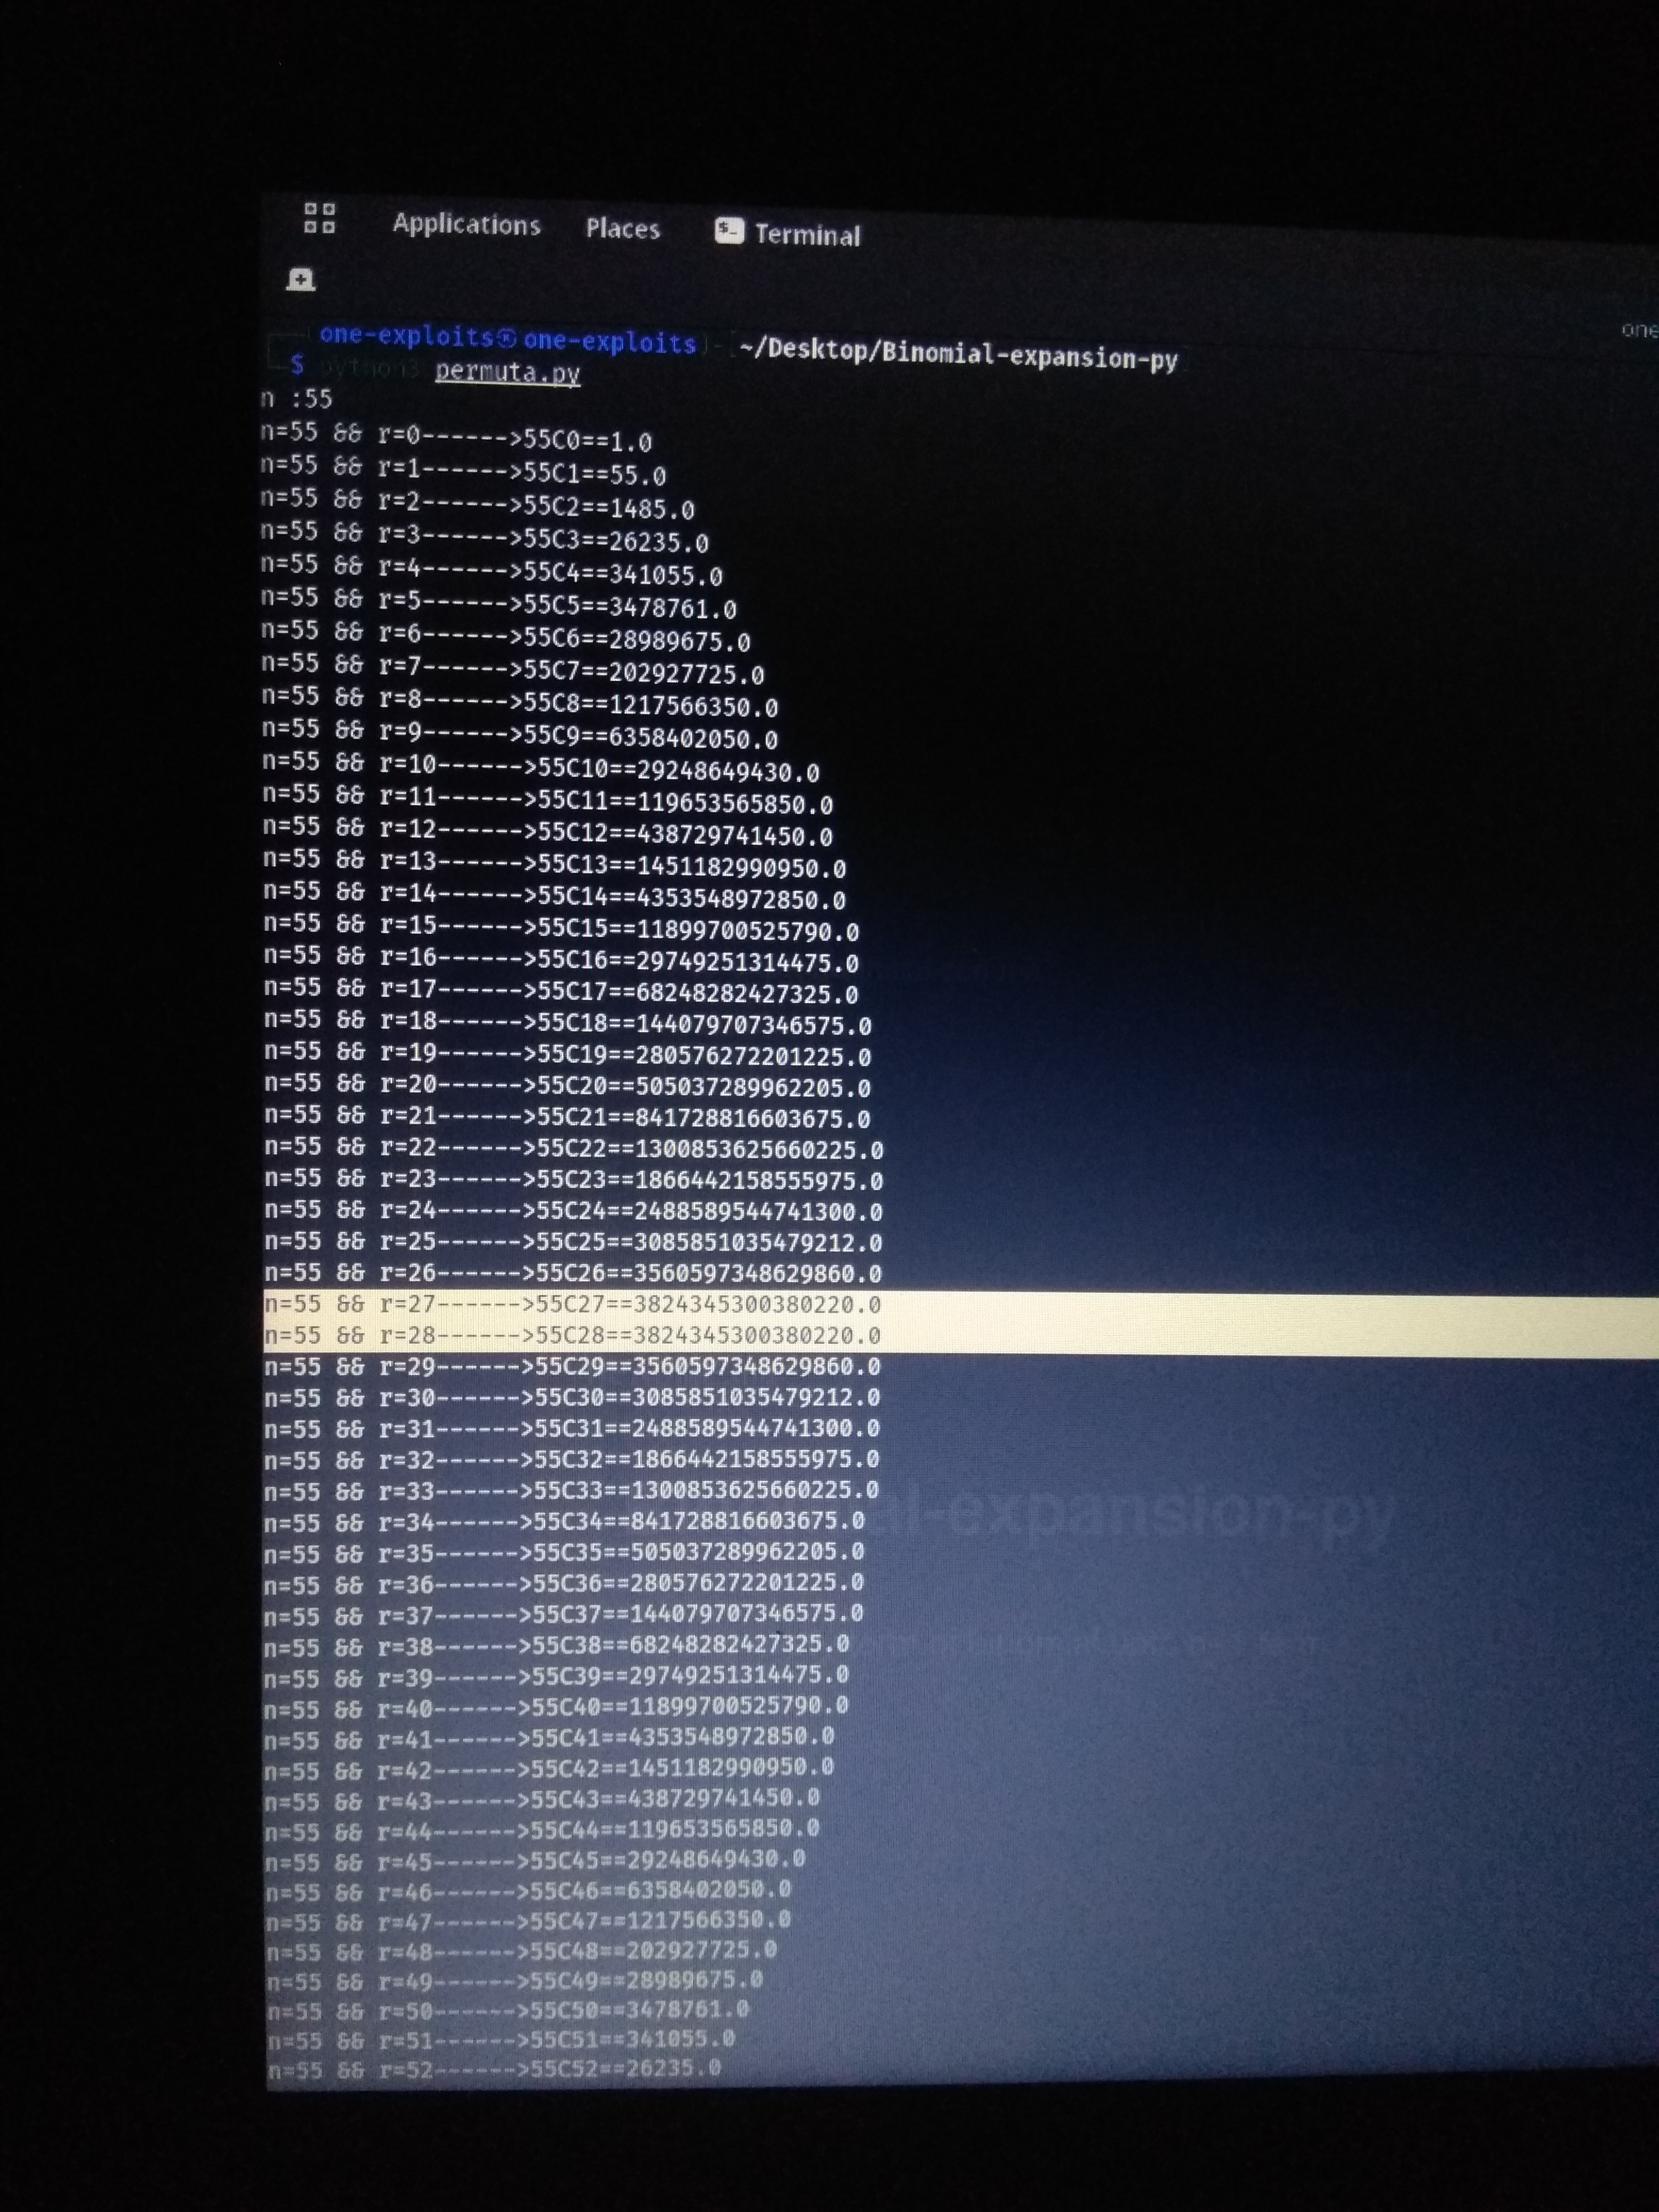 Applications Places Terminal
one-exploits㉿one-exploits - ~/Desktop/Binomial-expansion-py
$ python3 permuta.py
n :55
n=55 && r=0------>55C0==1.0
n=55 && r=1------>55C1==55.0
n=55 && r=2------>55C2==1485.0
n=55 && r=3------>55C3==26235.0
n=55 && r=4------>55C4==341055.0
n=55 && r=5------>55C5==3478761.0
n=55 && r=6------>55C6==28989675.0
n=55 && r=7------>55C7==202927725.0
n=55 && r=8------>55C8==1217566350.0
n=55 && r=9------>55C9==6358402050.0
n=55 && r=10------>55C10==29248649430.0
n=55 && r=11------>55C11==119653565850.0
n=55 && r=12------>55C12==438729741450.0
n=55 && r=13------>55C13==1451182990950.0
n=55 && r=14------>55C14==4353548972850.0
n=55 && r=15------>55C15==11899700525790.0
n=55 && r=16------>55C16==29749251314475.0
n=55 && r=17------>55C17==68248282427325.0
n=55 && r=18------>55C18==144079707346575.0
n=55 && r=19------>55C19==280576272201225.0
n=55 && r=20------>55C20==505037289962205.0
n=55 && r=21------>55C21==841728816603675.0
n=55 && r=22------>55C22==1300853625660225.0
n=55 && r=23------>55C23==1866442158555975.0
n=55 && r=24------>55C24==2488589544741300.0
n=55 && r=25------>55C25==3085851035479212.0
n=55 && r=26------>55C26==3560597348629860.0
n=55 && r=27------>55C27==3824345300380220.0
n=55 && r=28------>55C28==3824345300380220.0
n=55 && r=29------>55C29==3560597348629860.0
n=55 && r=30------>55C30==3085851035479212.0
n=55 && r=31------>55C31==2488589544741300.0
n=55 && r=32------>55C32==1866442158555975.0
n=55 && r=33------>55C33==1300853625660225.0
n=55 && r=34------>55C34==841728816603675.0
n=55 && r=35------>55C35==505037289962205.0
n=55 && r=36------>55C36==280576272201225.0
n=55 && r=37------>55C37==144079707346575.0
n=55 && r=38------>55C38==68248282427325.0
n=55 && r=39------>55C39==29749251314475.0
n=55 && r=40------>55C40==11899700525790.0
n=55 && r=41------>55C41==4353548972850.0
n=55 && r=42------>55C42==1451182990950.0
n=55 && r=43------>55C43==438729741450.0
n=55 && r=44------>55C44==119653565850.0
n=55 && r=45------>55C45==29248649430.0
n=55 && r=46------>55C46==6358402050.0
n=55 && r=47------>55C47==1217566350.0
n=55 && r=48------>55C48==202927725.0
n=55 && r=49------>55C49==28989675.0
n=55 && r=50------>55C50==3478761.0
n=55 && r=51------>55C51==341055.0
n=55 && r=52------>55C52==26235.0
al-expansion-py
one